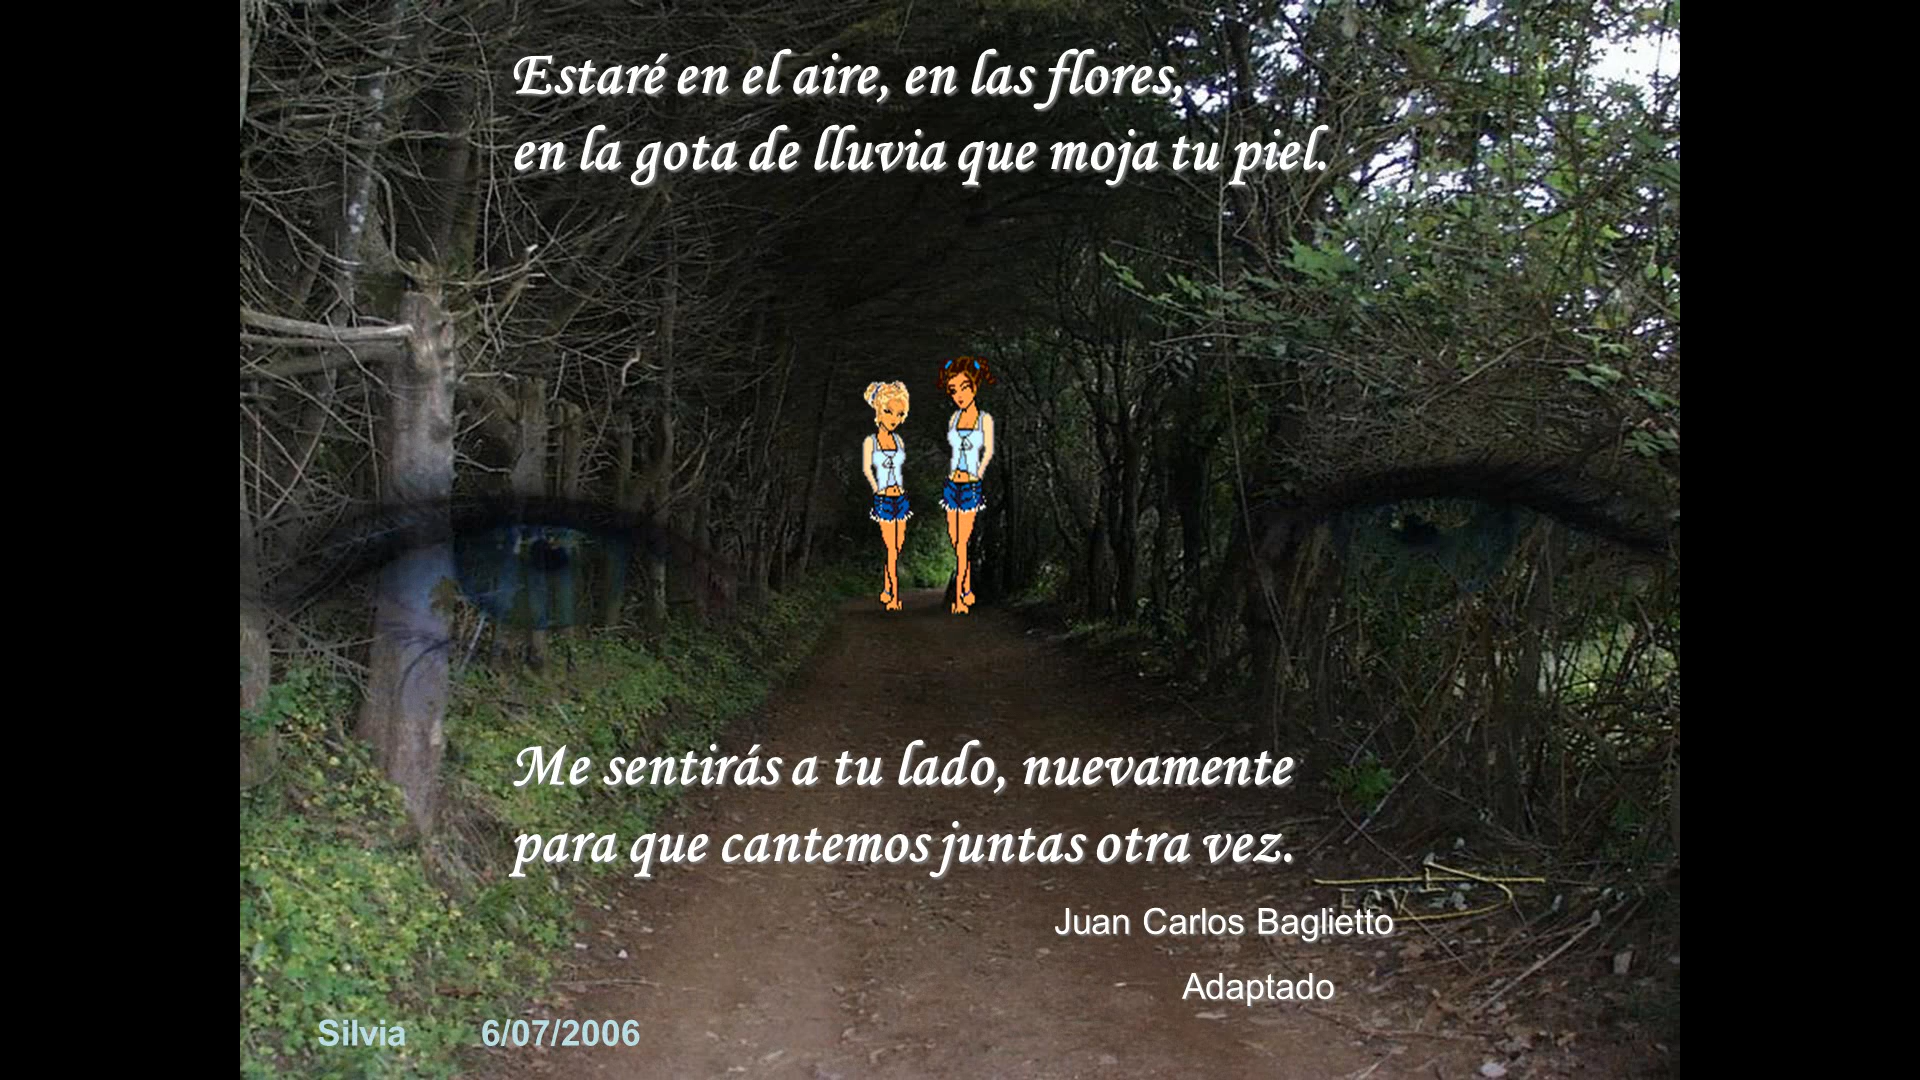 Estaré en el aire, en las flores,
en la gota de lluvia que moja tu piel.
Me sentirás a tu lado, nuevamente
para que cantemos juntas otra vez.
Juan Carlos Baglietto
Adaptado
Silvia 6/07/2006